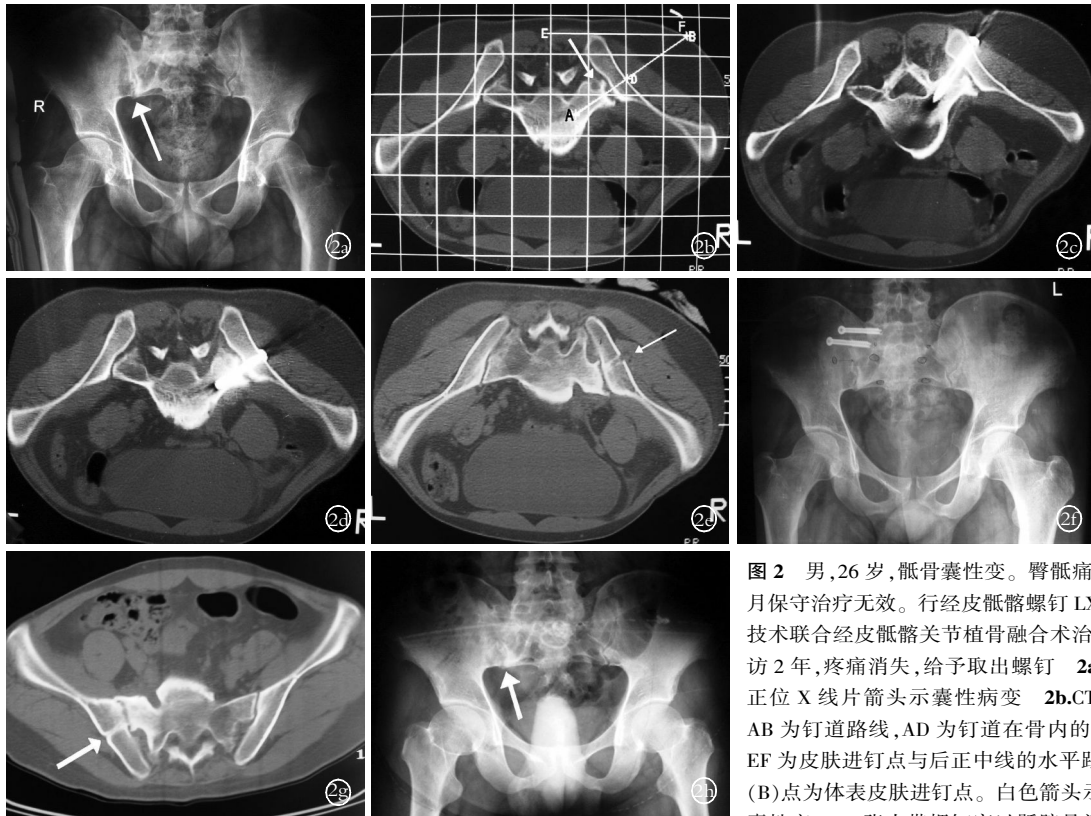 R
2a
E
F
B
D
A
50
R
2b
L
2c
R
2d
R
L
50
R
2e
L
2f
2g
1
2h
图 2 男,26 岁,骶骨囊性变。臀骶痛
月保守治疗无效。行经皮骶髂螺钉 LX
技术联合经皮骶髂关节植骨融合术治
访 2 年,疼痛消失,给予取出螺钉 2a
正位 X 线片箭头示囊性病变 2b.CT
AB 为钉道路线,AD 为钉道在骨内的
EF 为皮肤进钉点与后正中线的水平距
(B)点为体表皮肤进钉点。白色箭头示